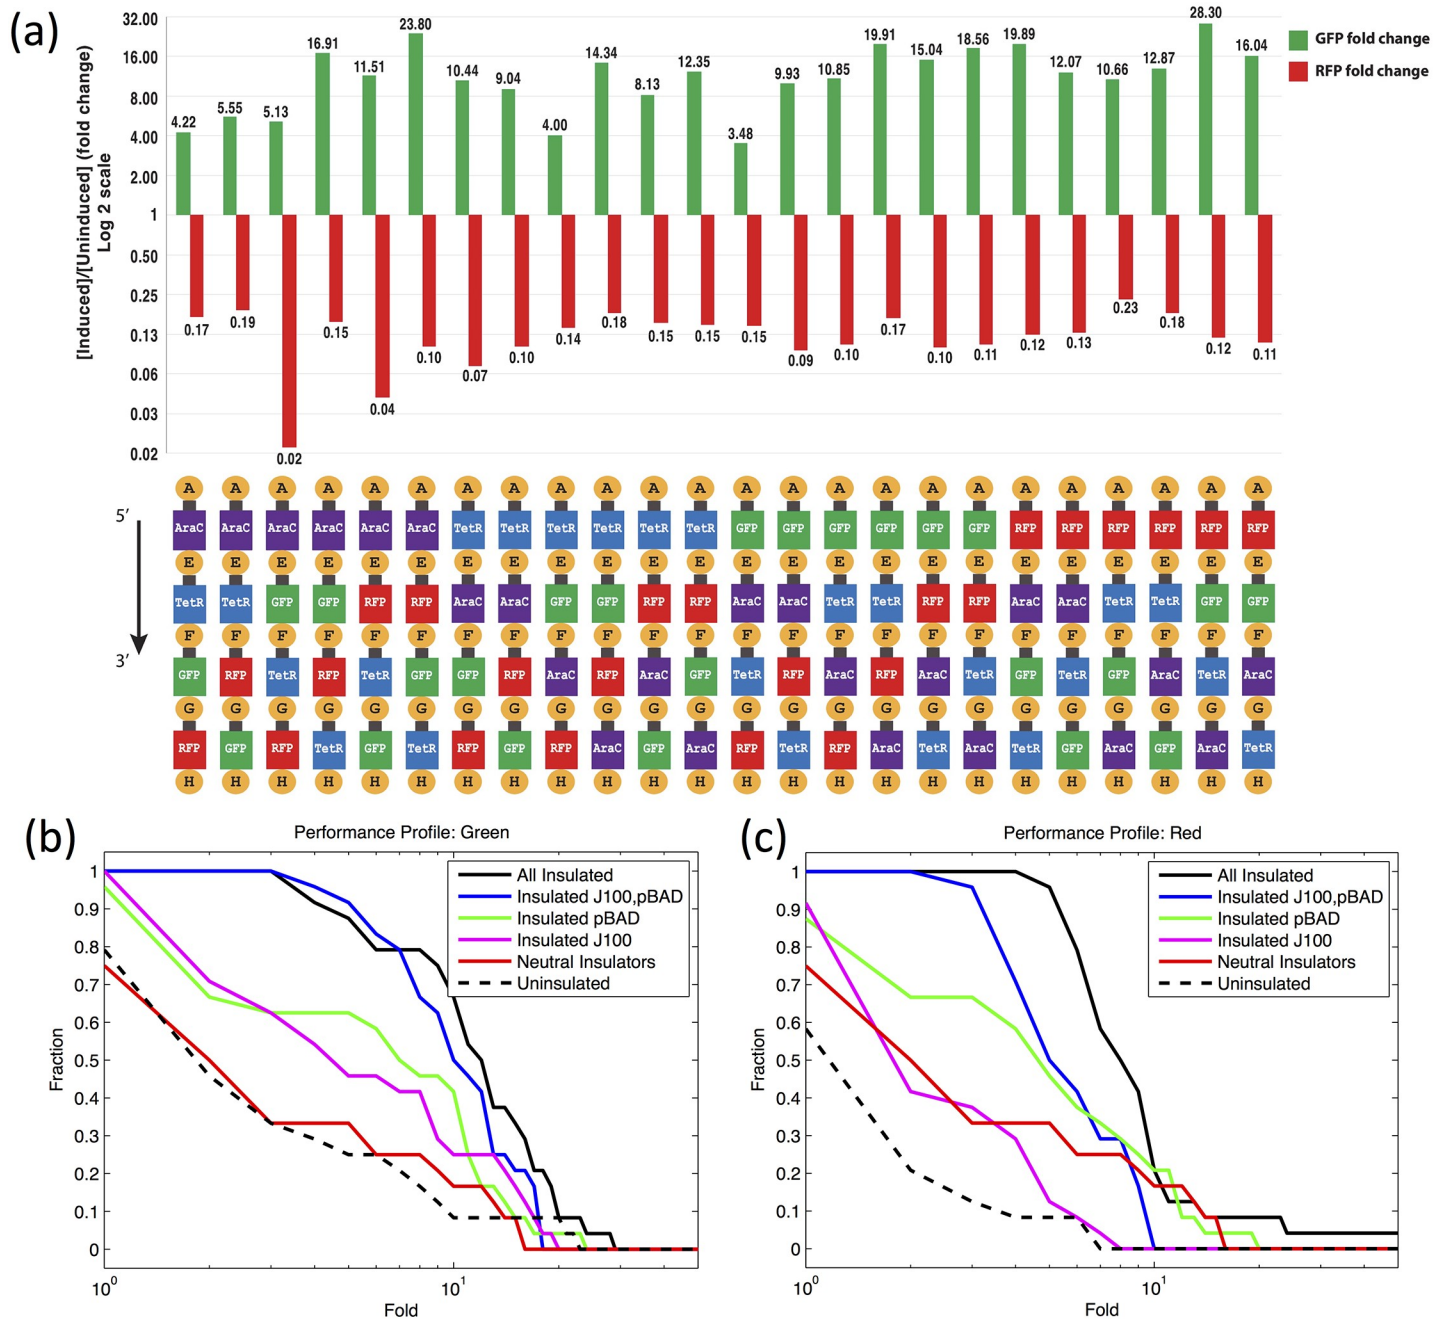 (a)
[Induced]/[Uninduced] (fold change)
Log 2 scale
32.00
16.00
8.00
4.00
2.00
1
0.50
0.25
0.13
0.06
0.03
0.02
4.22 5.55 5.13 16.91 11.51 23.80 10.44 9.04 4.00 14.34 8.13 12.35 3.48 9.93 10.85 19.91 15.04 18.56 19.89 12.07 10.66 12.87 28.30 16.04
0.17 0.19 0.02 0.15 0.04 0.10 0.07 0.10 0.14 0.18 0.15 0.15 0.15 0.09 0.10 0.17 0.10 0.11 0.12 0.13 0.23 0.18 0.12 0.11
GFP fold change
RFP fold change
5′
3′
A A A A A A A A A A A A A A A A A A A A A A A A
AraC AraC AraC AraC AraC AraC TetR TetR TetR TetR TetR TetR GFP GFP GFP GFP GFP GFP RFP RFP RFP RFP RFP RFP
E E E E E E E E E E E E E E E E E E E E E E E E
TetR TetR GFP GFP RFP RFP AraC AraC GFP GFP RFP RFP AraC AraC TetR TetR RFP RFP AraC AraC TetR TetR GFP GFP
F F F F F F F F F F F F F F F F F F F F F F F F
GFP RFP TetR RFP TetR GFP GFP RFP AraC RFP AraC GFP TetR RFP AraC RFP AraC TetR GFP TetR GFP AraC TetR AraC
G G G G G G G G G G G G G G G G G G G G G G G G
RFP GFP RFP TetR GFP TetR RFP GFP RFP AraC GFP AraC RFP TetR RFP AraC TetR AraC TetR GFP AraC GFP AraC TetR
H H H H H H H H H H H H H H H H H H H H H H H H
(b)
Performance Profile: Green
Fraction
1
0.9
0.8
0.7
0.6
0.5
0.4
0.3
0.2
0.1
0
10⁰ 10¹
Fold
All Insulated
Insulated J100,pBAD
Insulated pBAD
Insulated J100
Neutral Insulators
Uninsulated
(c)
Performance Profile: Red
Fraction
1
0.9
0.8
0.7
0.6
0.5
0.4
0.3
0.2
0.1
0
10⁰ 10¹
Fold
All Insulated
Insulated J100,pBAD
Insulated pBAD
Insulated J100
Neutral Insulators
Uninsulated